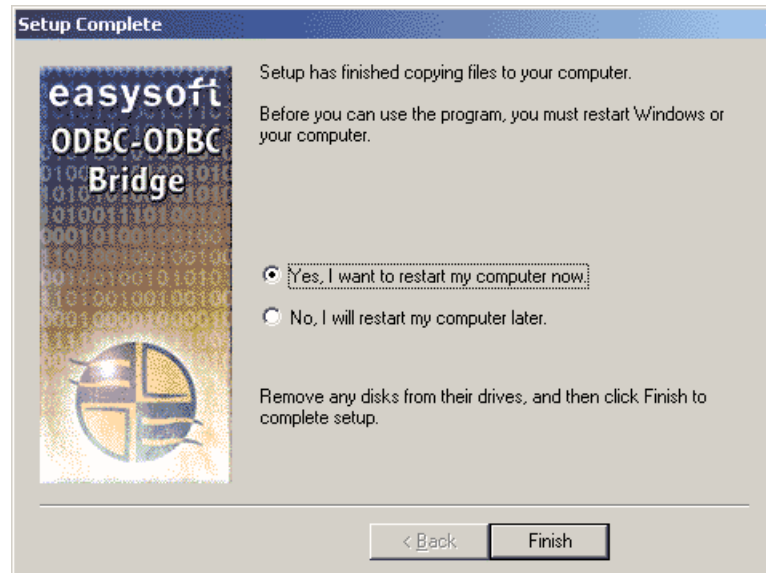 Setup Complete
easysoft
ODBC-ODBC
Bridge
Setup has finished copying files to your computer.
Before you can use the program, you must restart Windows or
your computer.
Yes, I want to restart my computer now.
No, I will restart my computer later.
Remove any disks from their drives, and then click Finish to
complete setup.
< Back
Finish